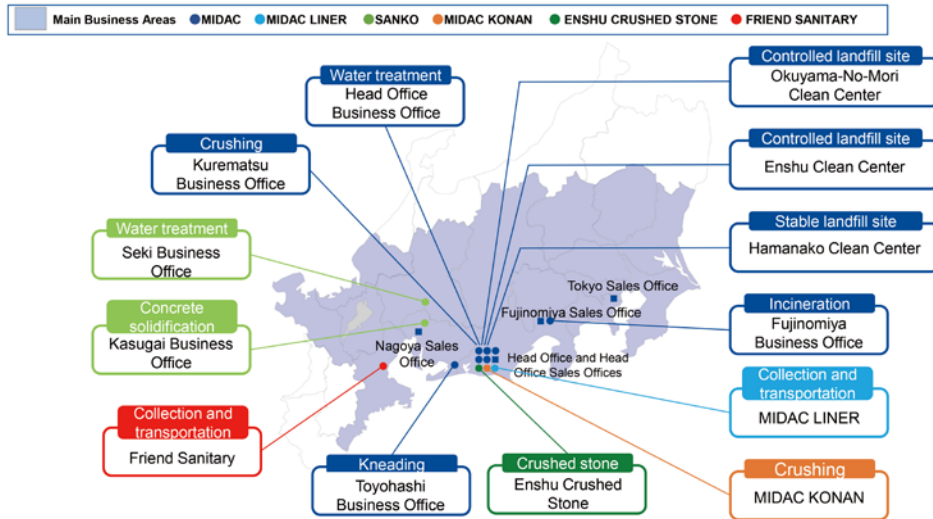 Main Business Areas MIDAC MIDAC LINER SANKO MIDAC KONAN ENSHU CRUSHED STONE FRIEND SANITARY
Water treatment
Head Office
Business Office
Controlled landfill site
Okuyama-No-Mori
Clean Center
Crushing
Kurematsu
Business Office
Controlled landfill site
Enshu Clean Center
Water treatment
Seki Business
Office
Stable landfill site
Hamanako Clean Center
Concrete
solidification
Kasugai Business
Office
Tokyo Sales Office
Fujinomiya Sales Office
Nagoya Sales
Office
Head Office and Head
Office Sales Offices
Incineration
Fujinomiya
Business Office
Collection and
transportation
MIDAC LINER
Collection and
transportation
Friend Sanitary
Kneading
Toyohashi
Business Office
Crushed stone
Enshu Crushed
Stone
Crushing
MIDAC KONAN